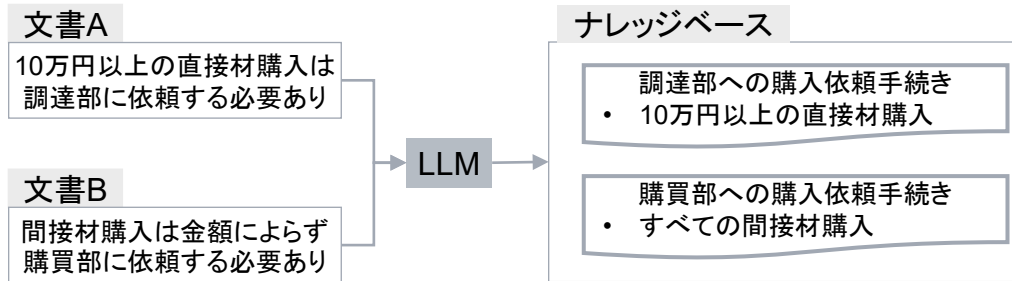 文書A
10万円以上の直接材購入は
調達部に依頼する必要あり
文書B
間接材購入は金額によらず
購買部に依頼する必要あり
LLM
ナレッジベース
調達部への購入依頼手続き
• 10万円以上の直接材購入
購買部への購入依頼手続き
• すべての間接材購入